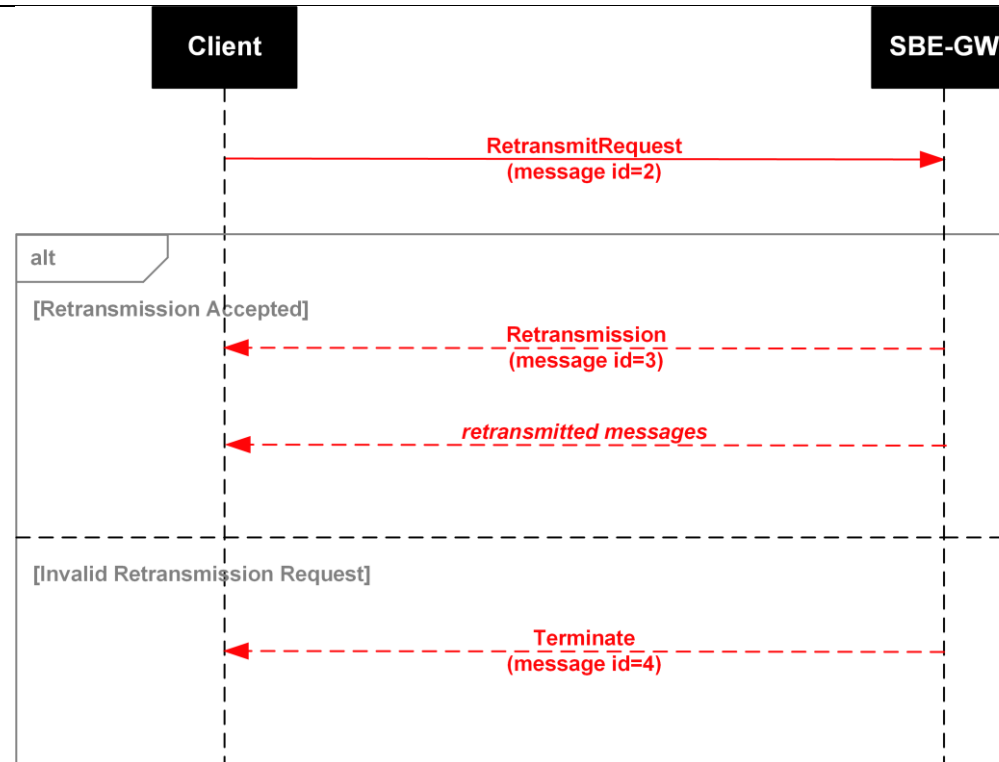 Client
SBE-GW
RetransmitRequest
(message id=2)
alt
[Retransmission Accepted]
Retransmission
(message id=3)
retransmitted messages
[Invalid Retransmission Request]
Terminate
(message id=4)